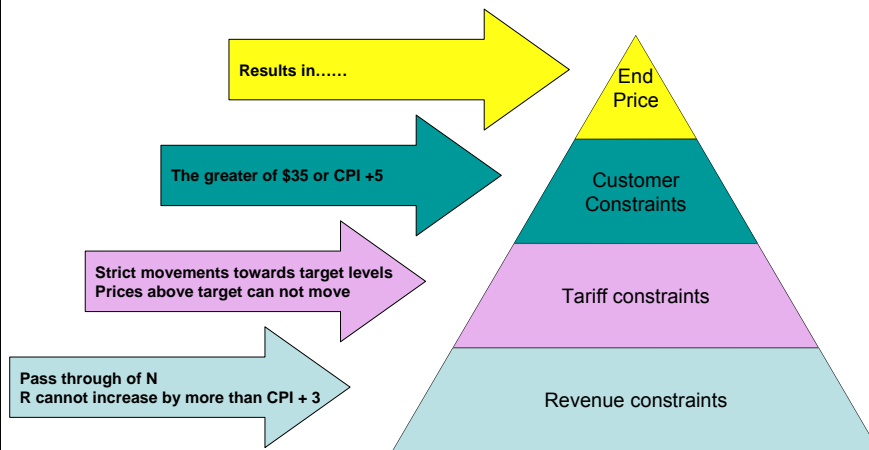 Results in……
End
Price
The greater of $35 or CPI +5
Customer
Constraints
Strict movements towards target levels
Prices above target can not move
Tariff constraints
Pass through of N
R cannot increase by more than CPI + 3
Revenue constraints